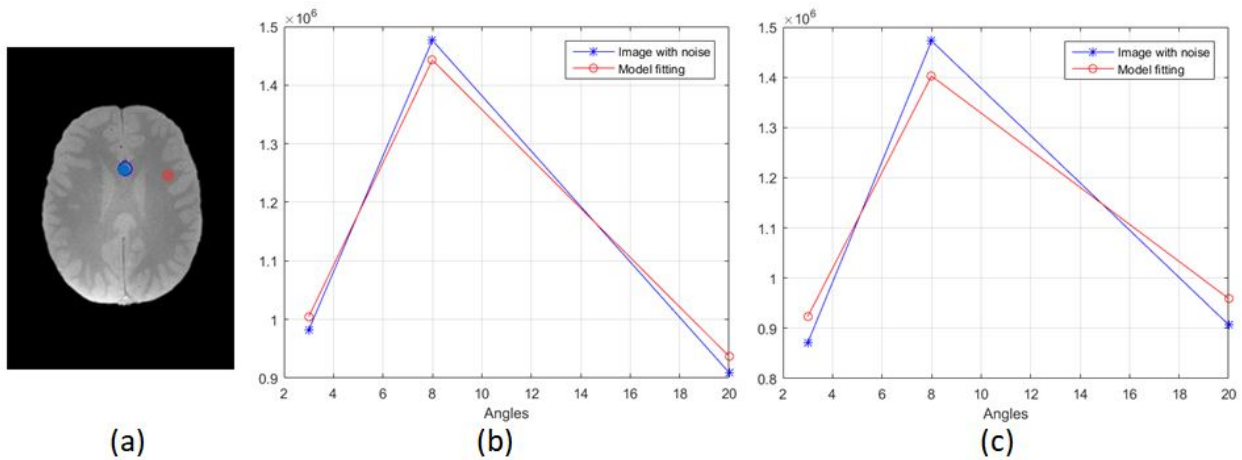 ×10⁶
1.5
1.4
1.3
1.2
1.1
1
0.9
2 4 6 8 10 12 14 16 18 20
Angles
Image with noise
Model fitting
×10⁶
1.5
1.4
1.3
1.2
1.1
1
0.9
0.8
2 4 6 8 10 12 14 16 18 20
Angles
Image with noise
Model fitting
(a) (b) (c)